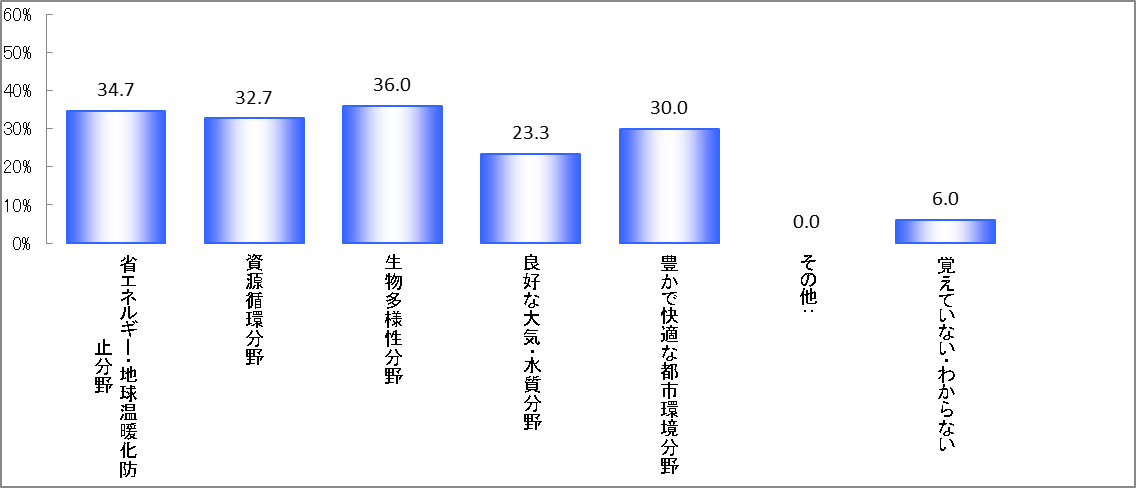 60%
50%
40%
30%
20%
10%
0%
34.7
32.7
36.0
23.3
30.0
0.0
6.0
省エネルギー・地球温暖化防
止分野
資源循環分野
生物多様性分野
良好な大気・水質分野
豊かで快適な都市環境分野
その他：
覚えていない・わからない